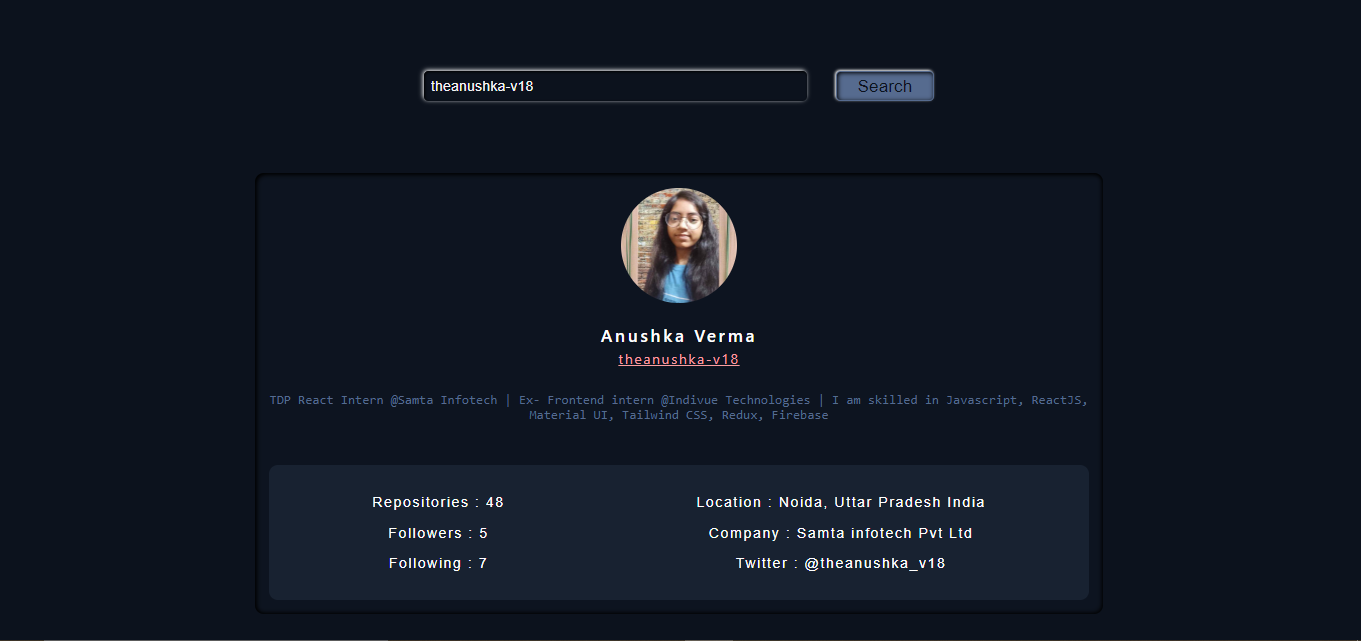 theanushka-v18
Search
Anushka Verma
theanushka-v18
TDP React Intern @Samta Infotech | Ex- Frontend intern @Indivue Technologies | I am skilled in Javascript, ReactJS,
Material UI, Tailwind CSS, Redux, Firebase
Repositories : 48
Followers : 5
Following : 7
Location : Noida, Uttar Pradesh India
Company : Samta infotech Pvt Ltd
Twitter : @theanushka_v18